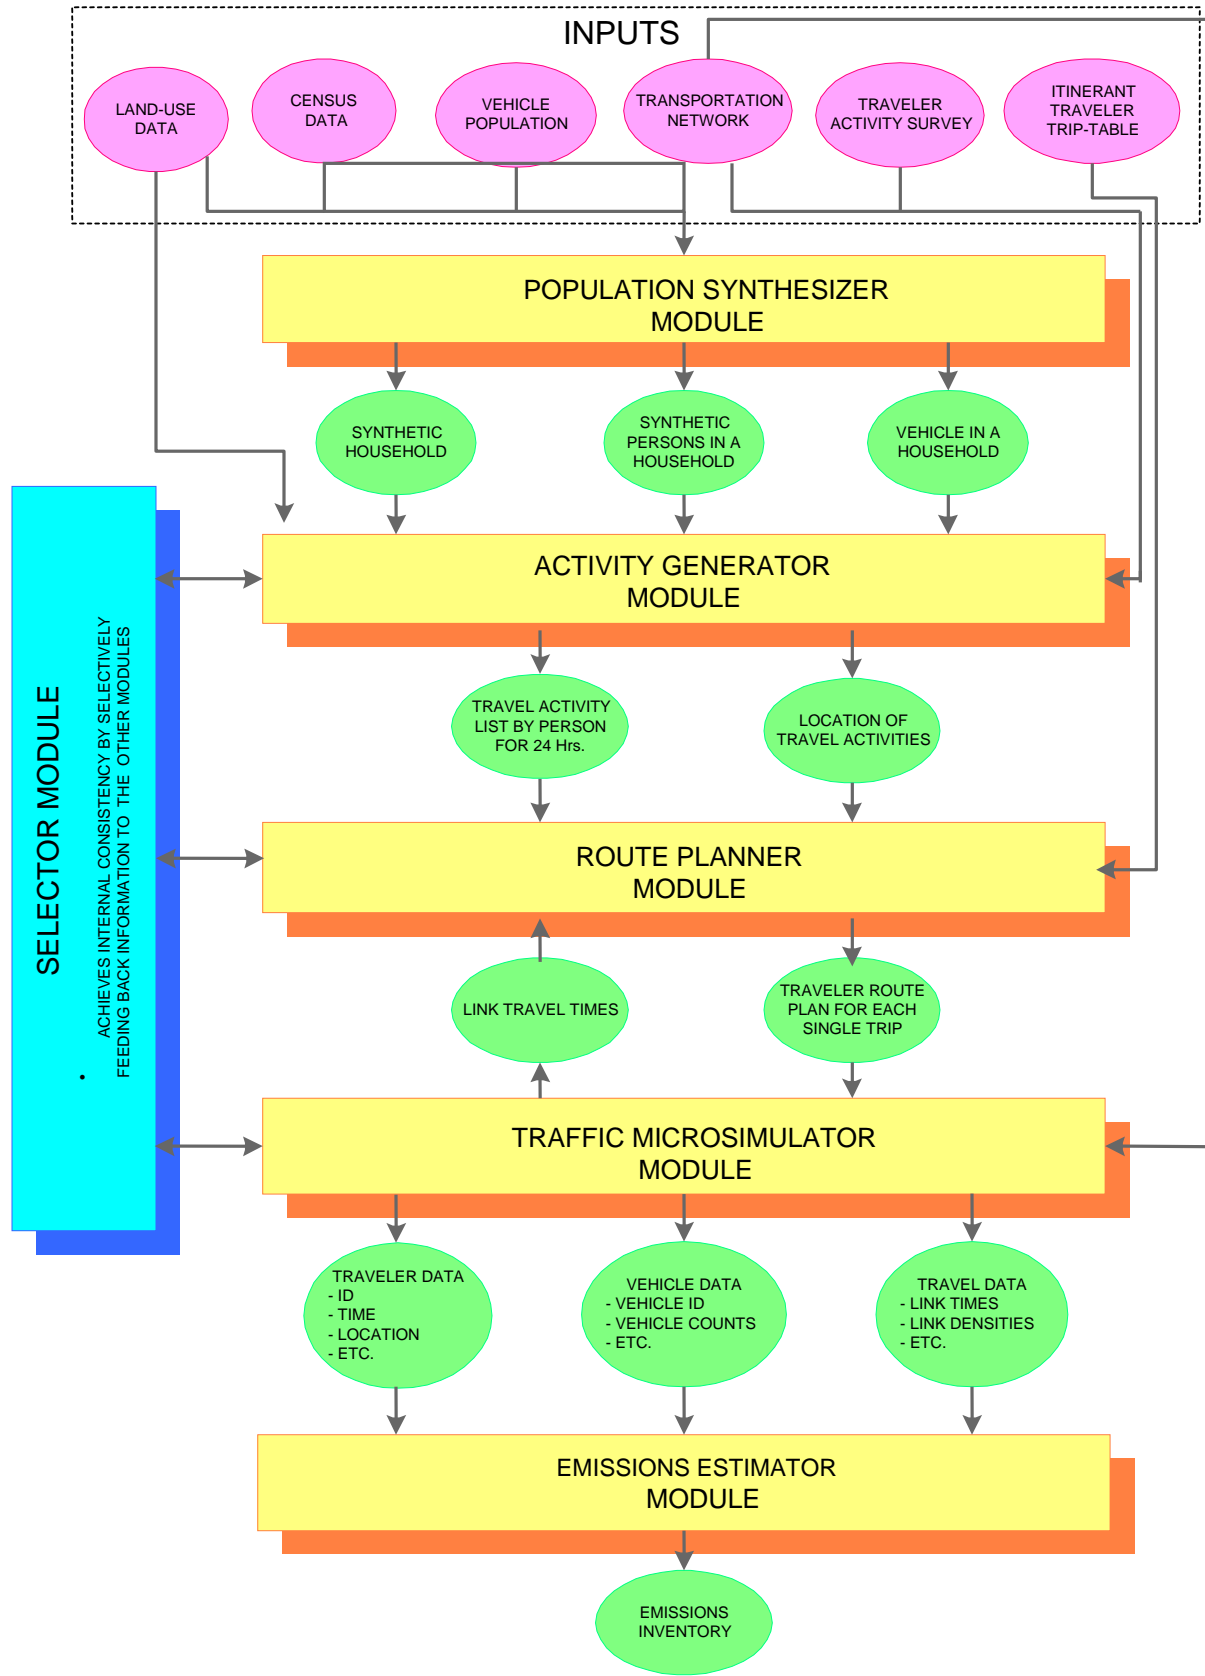 INPUTS
LAND-USE
DATA
CENSUS
DATA
VEHICLE
POPULATION
TRANSPORTATION
NETWORK
TRAVELER
ACTIVITY SURVEY
ITINERANT
TRAVELER
TRIP-TABLE
POPULATION SYNTHESIZER
MODULE
SYNTHETIC
HOUSEHOLD
SYNTHETIC
PERSONS IN A
HOUSEHOLD
VEHICLE IN A
HOUSEHOLD
SELECTOR MODULE
• ACHIEVES INTERNAL CONSISTENCY BY SELECTIVELY
FEEDING BACK INFORMATION TO THE OTHER MODULES
ACTIVITY GENERATOR
MODULE
TRAVEL ACTIVITY
LIST BY PERSON
FOR 24 Hrs.
LOCATION OF
TRAVEL ACTIVITIES
ROUTE PLANNER
MODULE
LINK TRAVEL TIMES
TRAVELER ROUTE
PLAN FOR EACH
SINGLE TRIP
TRAFFIC MICROSIMULATOR
MODULE
TRAVELER DATA
- ID
- TIME
- LOCATION
- ETC.
VEHICLE DATA
- VEHICLE ID
- VEHICLE COUNTS
- ETC.
TRAVEL DATA
- LINK TIMES
- LINK DENSITIES
- ETC.
EMISSIONS ESTIMATOR
MODULE
EMISSIONS
INVENTORY